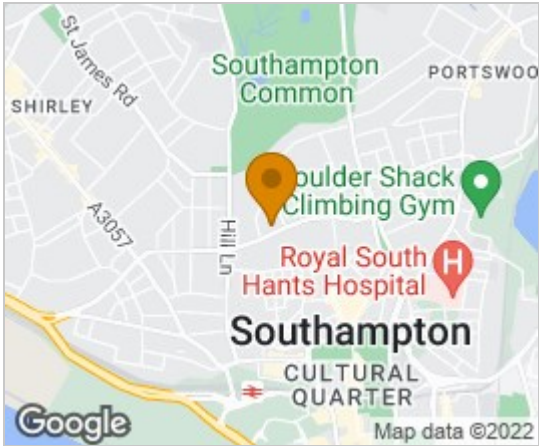 St James Rd
Southampton
Common
PORTSWOO
SHIRLEY
oulder Shack
Climbing Gym
A3057
Hill Ln
Royal South
Hants Hospital
H
Southampton
CULTURAL
QUARTER
Google
Map data ©2022